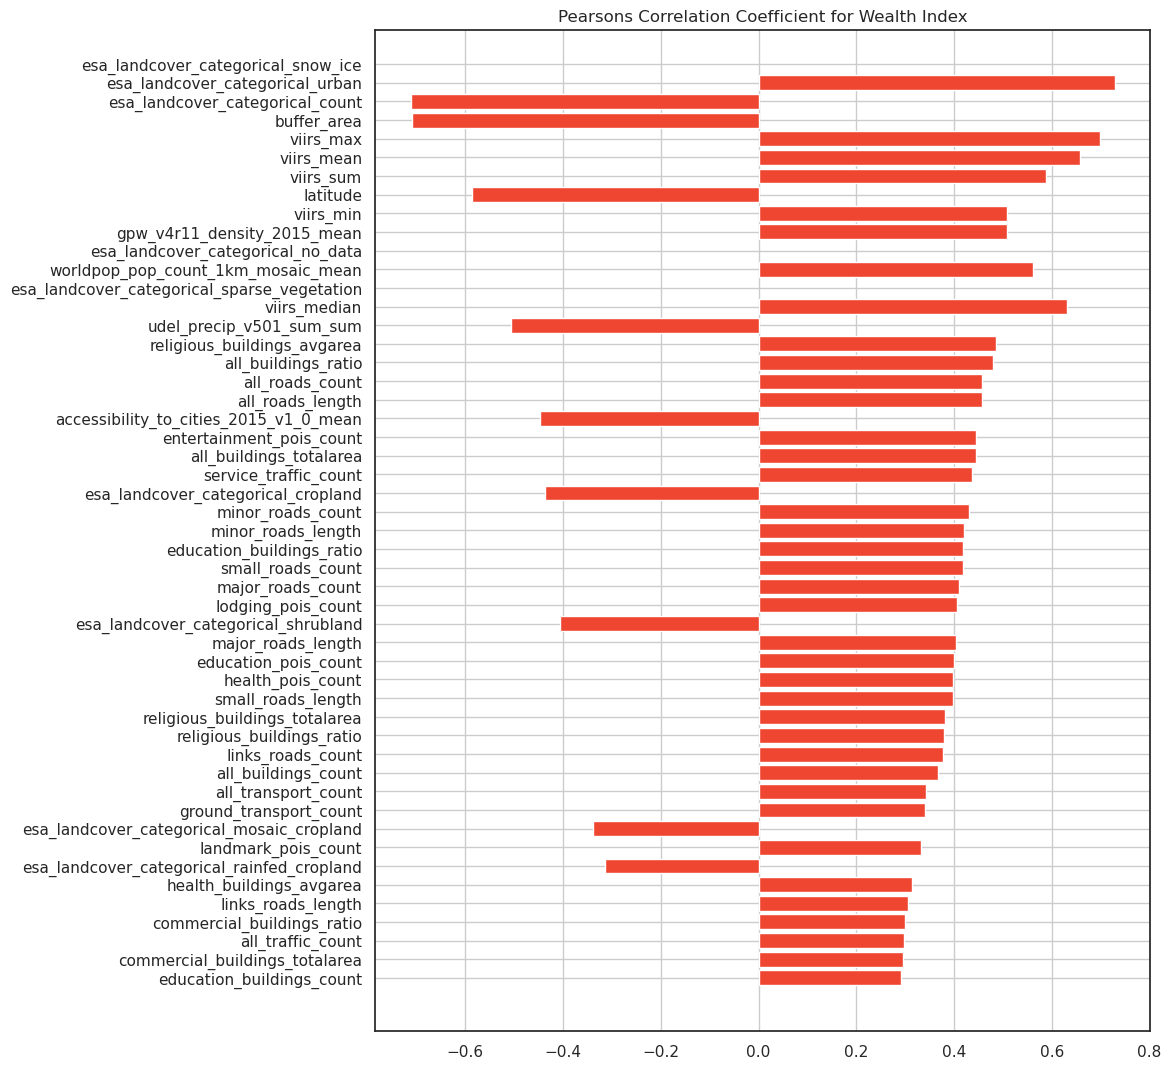 Pearsons Correlation Coefficient for Wealth Index
esa_landcover_categorical_snow_ice
esa_landcover_categorical_urban
esa_landcover_categorical_count
buffer_area
viirs_max
viirs_mean
viirs_sum
latitude
viirs_min
gpw_v4r11_density_2015_mean
esa_landcover_categorical_no_data
worldpop_pop_count_1km_mosaic_mean
esa_landcover_categorical_sparse_vegetation
viirs_median
udel_precip_v501_sum_sum
religious_buildings_avgarea
all_buildings_ratio
all_roads_count
all_roads_length
accessibility_to_cities_2015_v1_0_mean
entertainment_pois_count
all_buildings_totalarea
service_traffic_count
esa_landcover_categorical_cropland
minor_roads_count
minor_roads_length
education_buildings_ratio
small_roads_count
major_roads_count
lodging_pois_count
esa_landcover_categorical_shrubland
major_roads_length
education_pois_count
health_pois_count
small_roads_length
religious_buildings_totalarea
religious_buildings_ratio
links_roads_count
all_buildings_count
all_transport_count
ground_transport_count
esa_landcover_categorical_mosaic_cropland
landmark_pois_count
esa_landcover_categorical_rainfed_cropland
health_buildings_avgarea
links_roads_length
commercial_buildings_ratio
all_traffic_count
commercial_buildings_totalarea
education_buildings_count
−0.6 −0.4 −0.2 0.0 0.2 0.4 0.6 0.8